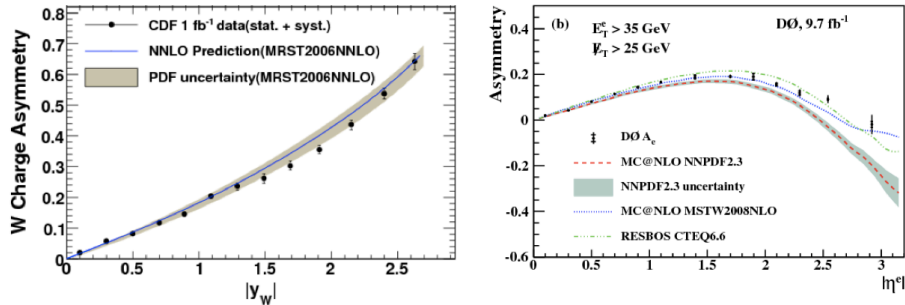 CDF 1 fb⁻¹ data(stat. + syst.)
NNLO Prediction(MRST2006NNLO)
PDF uncertainty(MRST2006NNLO)
W Charge Asymmetry
0.8
0.7
0.6
0.5
0.4
0.3
0.2
0.1
0
0 0.5 1 1.5 2 2.5
|y_W|
(b)
E_T^e > 35 GeV
E̸_T > 25 GeV
DØ, 9.7 fb⁻¹
Asymmetry
0.4
0.2
0
-0.2
-0.4
-0.6
DØ A_e
MC@NLO NNPDF2.3
NNPDF2.3 uncertainty
MC@NLO MSTW2008NLO
RESBOS CTEQ6.6
0 0.5 1 1.5 2 2.5 3
|η^e|